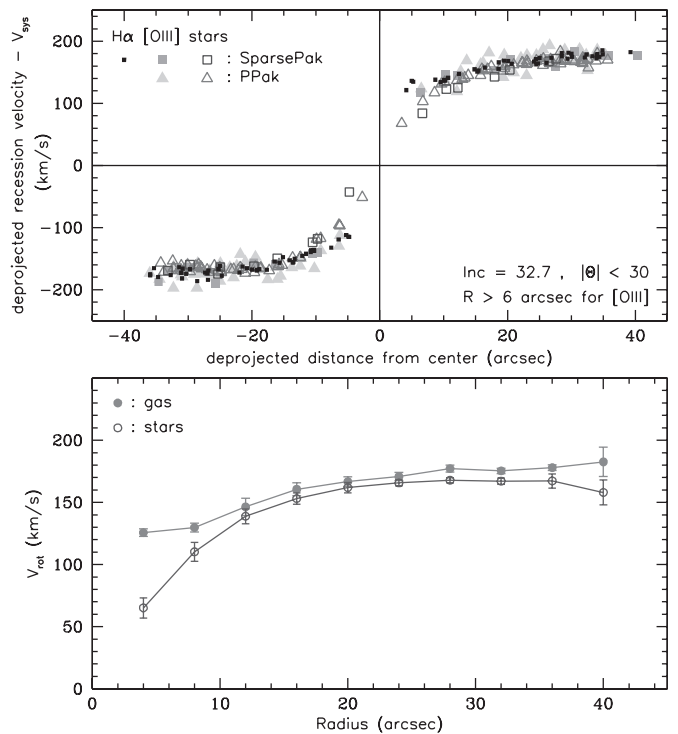 deprojected recession velocity − Vsys
(km/s)
200
100
0
−100
−200
Hα [OIII] stars
: SparsePak
: PPak
Inc = 32.7 , |Θ| < 30
R > 6 arcsec for [OIII]
−40 −20 0 20 40
deprojected distance from center (arcsec)
Vrot (km/s)
200
150
100
50
0
: gas
: stars
0 10 20 30 40
Radius (arcsec)